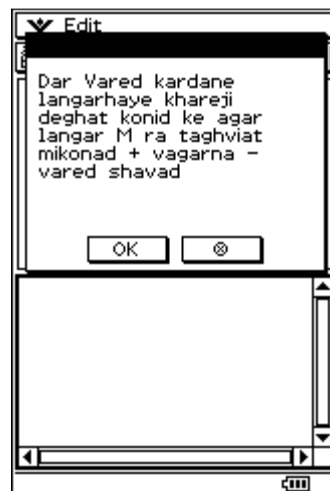 Edit
Dar Vared kardane
langarhaye khareji
deghat konid ke agar
langar M ra taghviat
mikonad + vagarna -
vared shavad
OK